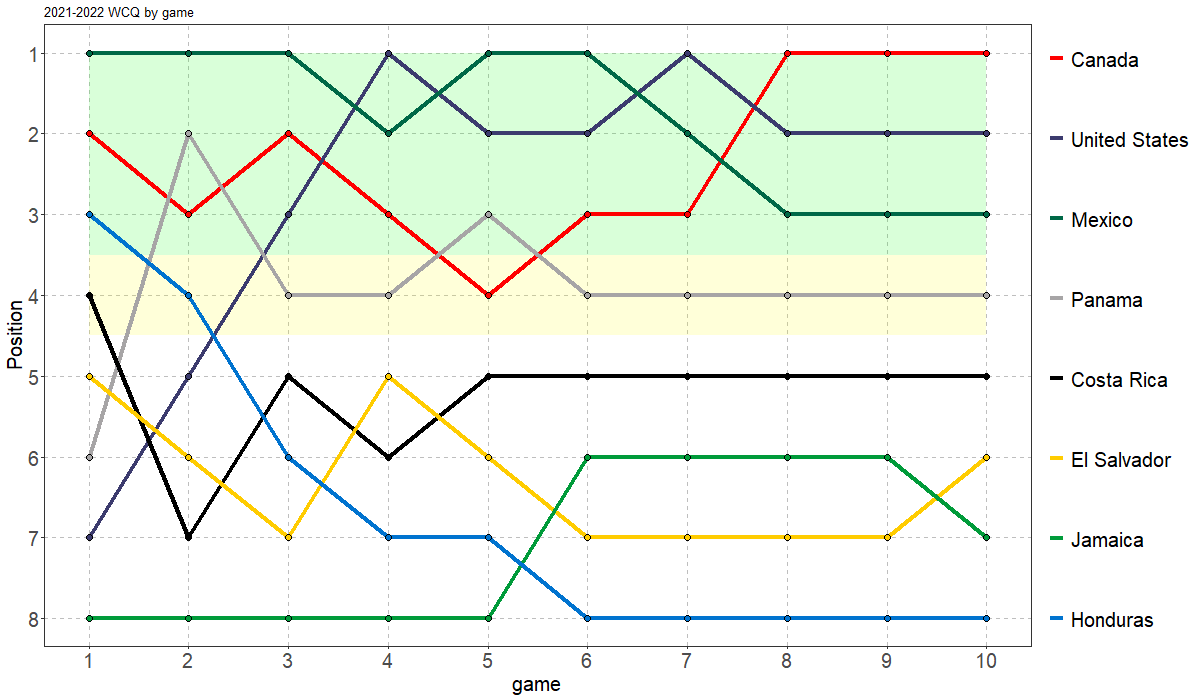 2021-2022 WCQ by game
Position
1
2
3
4
5
6
7
8
1 2 3 4 5 6 7 8 9 10
game
Canada
United States
Mexico
Panama
Costa Rica
El Salvador
Jamaica
Honduras